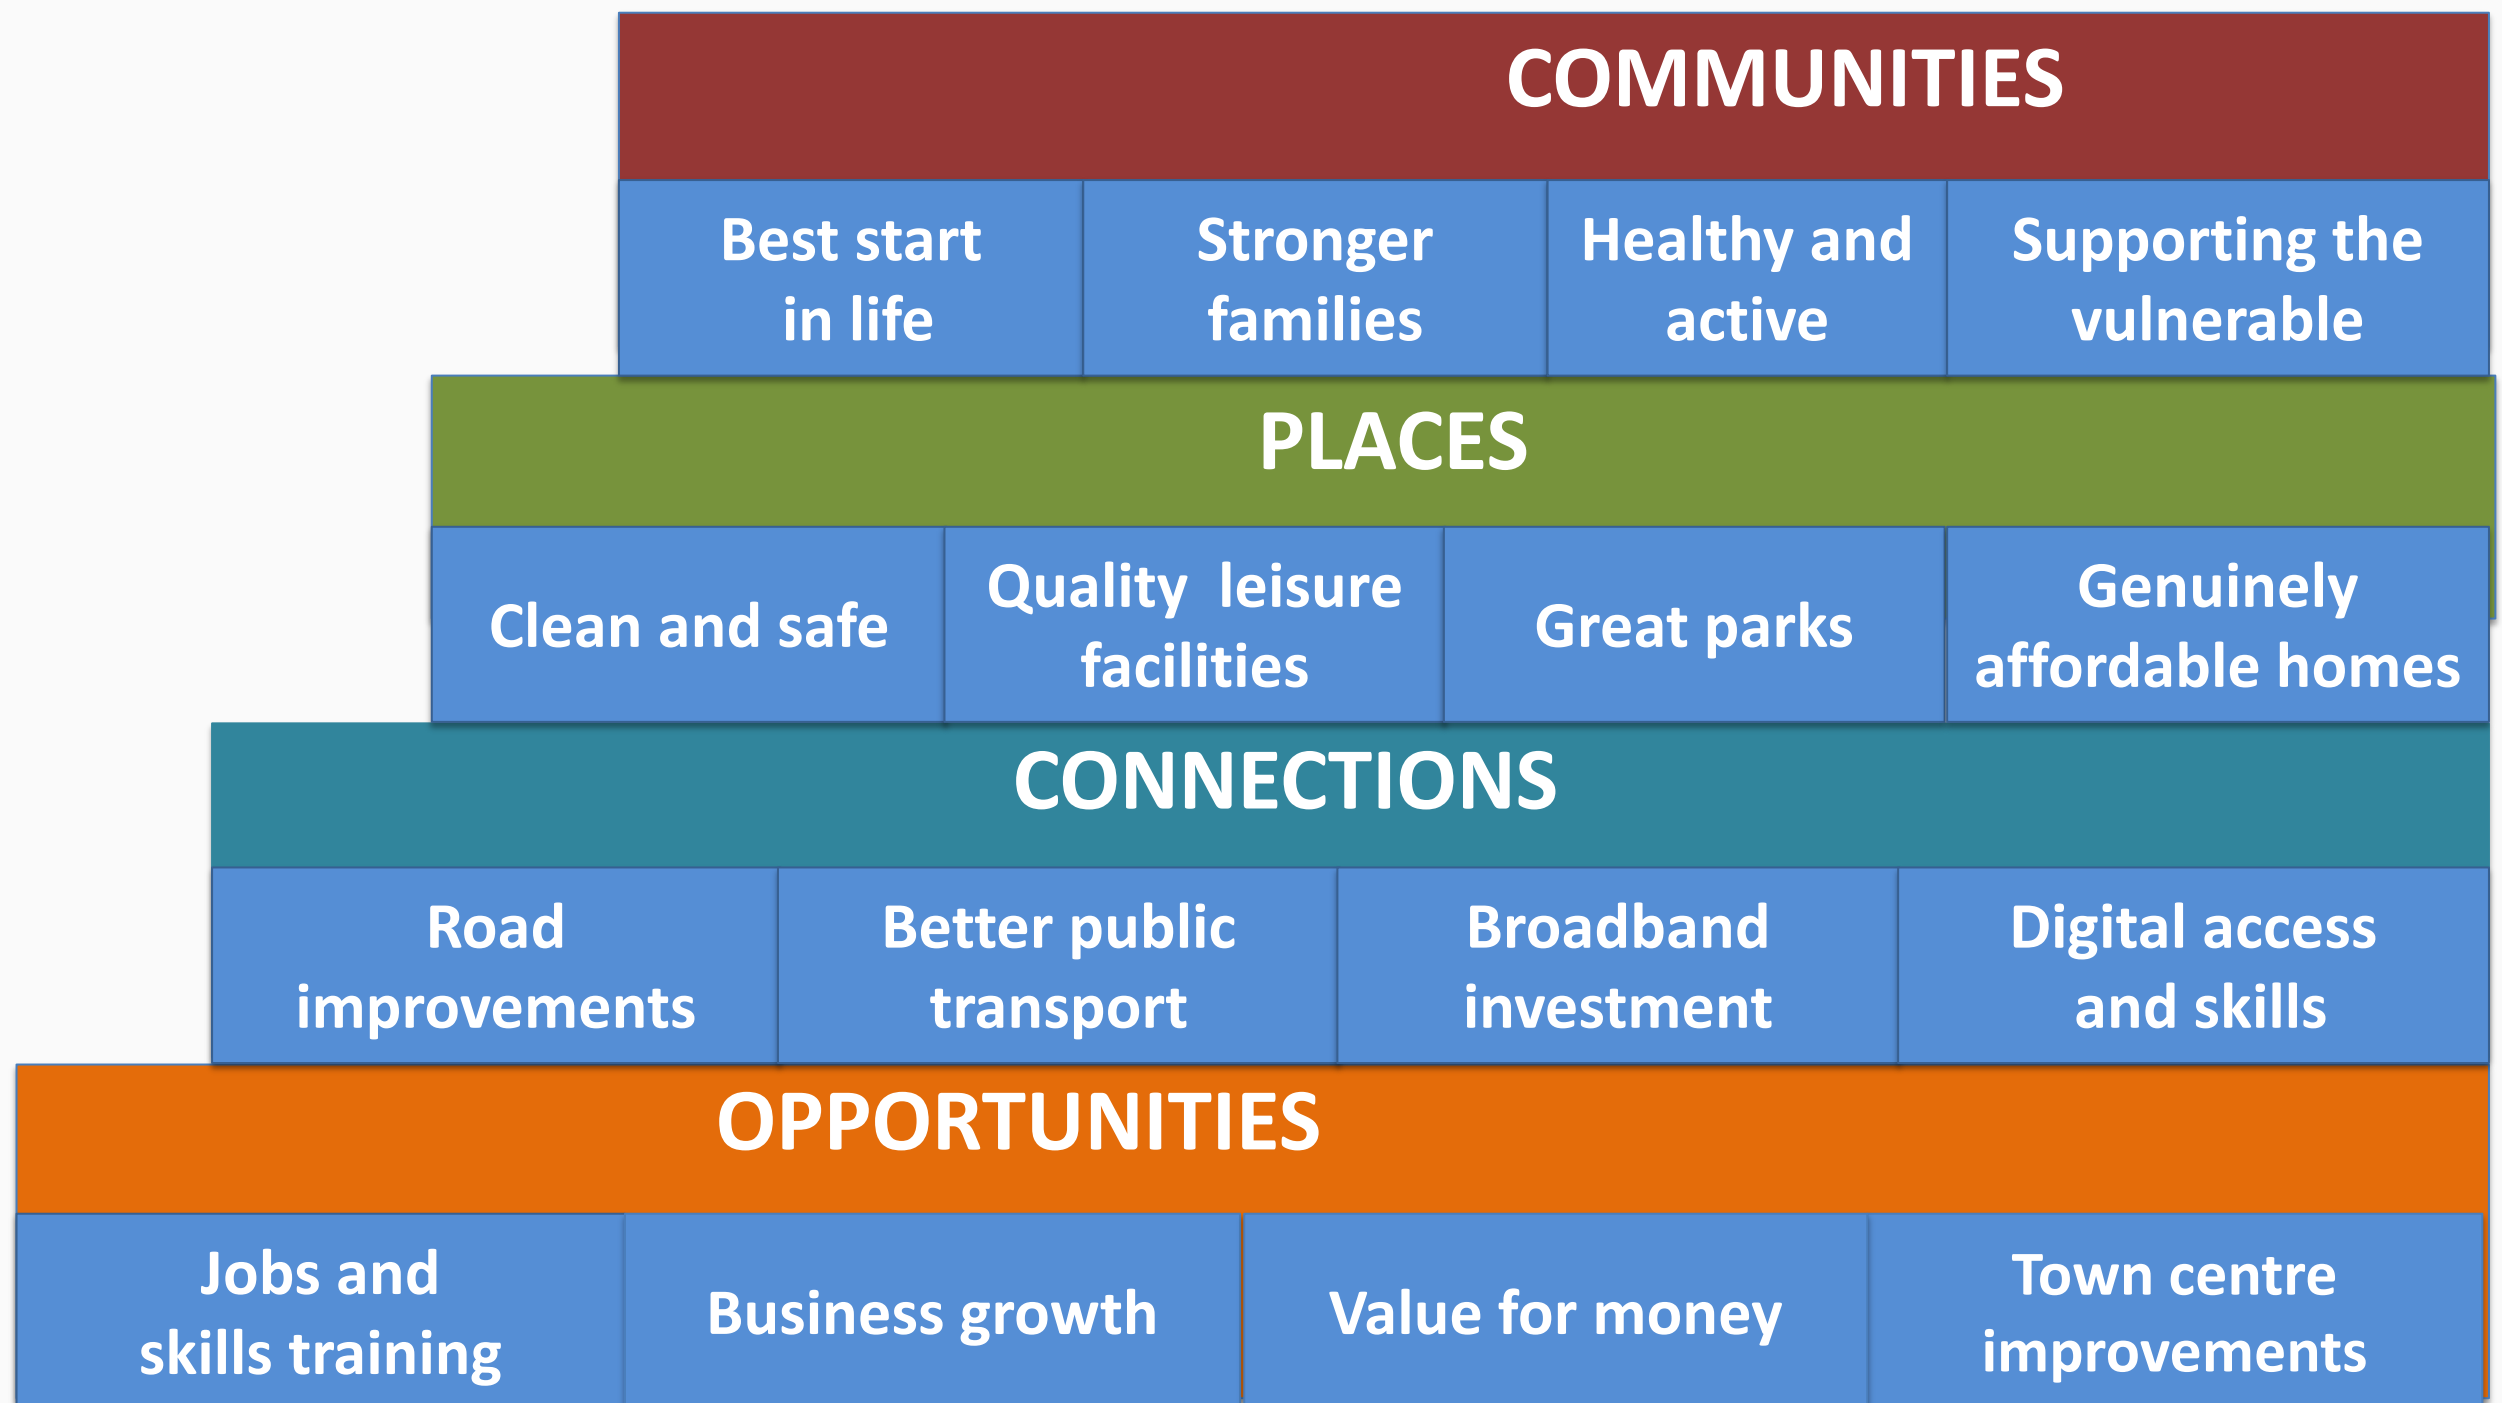 COMMUNITIES
Best start
in life
Stronger
families
Healthy and
active
Supporting the
vulnerable
PLACES
Clean and safe
Quality leisure
facilities
Great parks
Genuinely
affordable homes
CONNECTIONS
Road
improvements
Better public
transport
Broadband
investment
Digital access
and skills
OPPORTUNITIES
Jobs and
skills training
Business growth
Value for money
Town centre
improvements